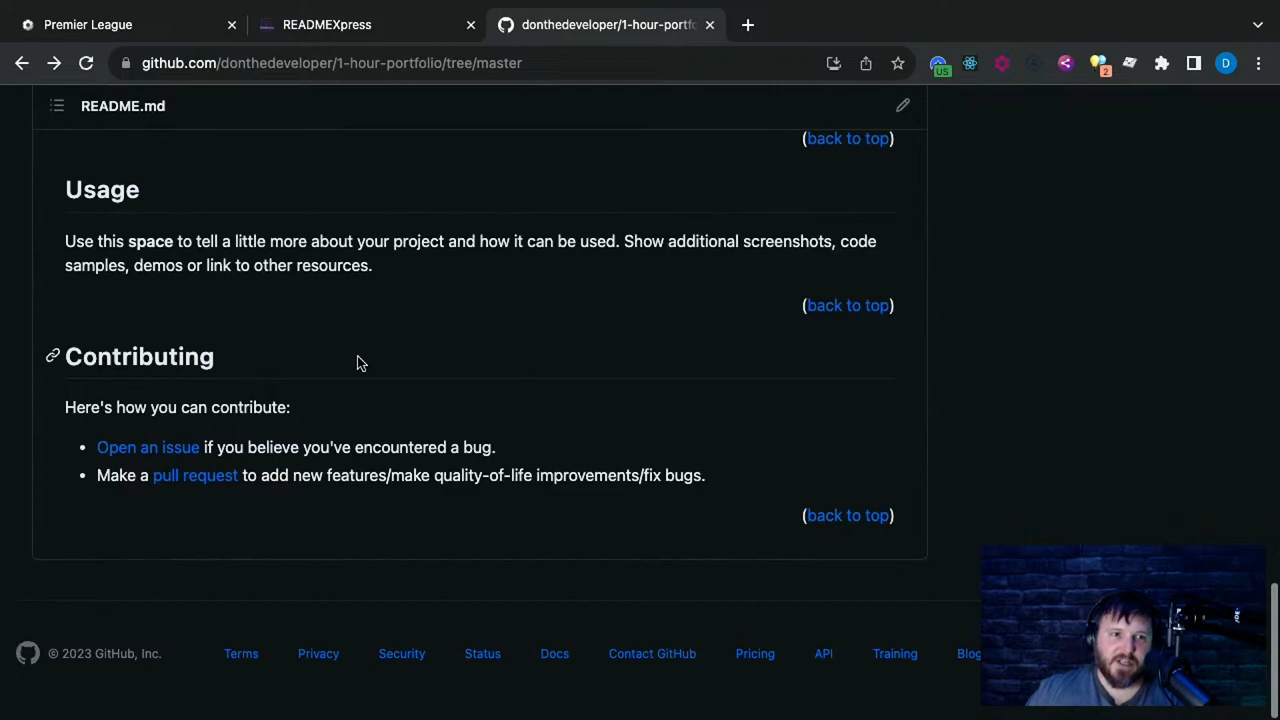 Premier League
READMEXpress
donthedeveloper/1-hour-portfo
github.com/donthedeveloper/1-hour-portfolio/tree/master
US
2
D
README.md
(back to top)
Usage
Use this space to tell a little more about your project and how it can be used. Show additional screenshots, code
samples, demos or link to other resources.
(back to top)
Contributing
Here's how you can contribute:
Open an issue if you believe you've encountered a bug.
Make a pull request to add new features/make quality-of-life improvements/fix bugs.
(back to top)
© 2023 GitHub, Inc.
Terms
Privacy
Security
Status
Docs
Contact GitHub
Pricing
API
Training
Blog